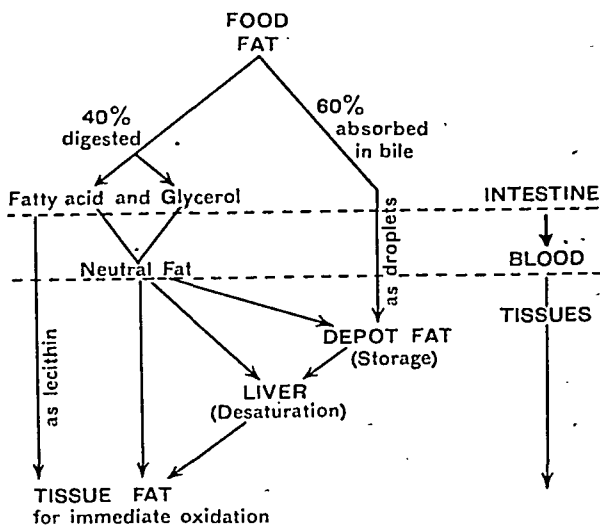 FOOD
FAT
40%
digested
60%
absorbed
in bile
Fatty acid and Glycerol
INTESTINE
as droplets
Neutral Fat
BLOOD
TISSUES
DEPOT FAT
(Storage)
as lecithin
LIVER
(Desaturation)
TISSUE FAT
for immediate oxidation